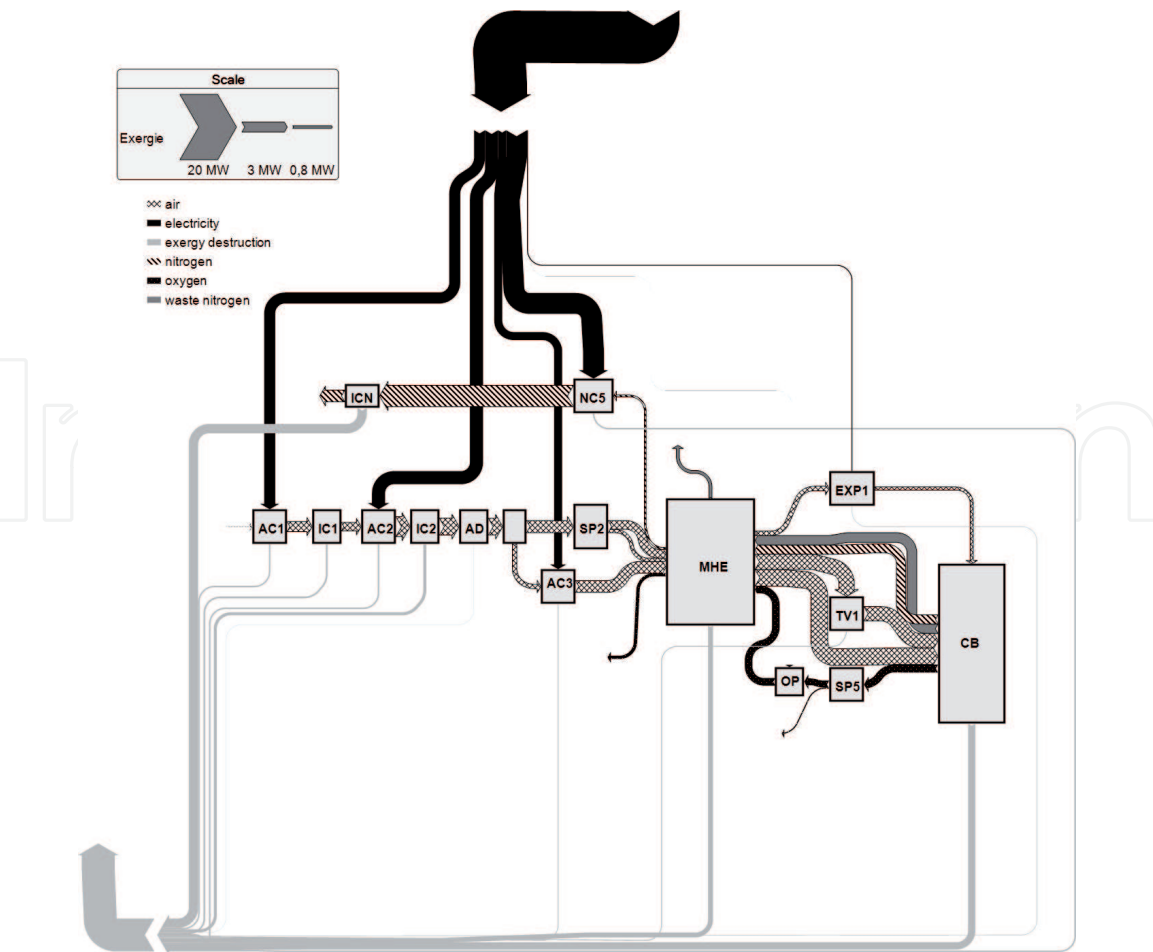 Scale
Exergie
20 MW 3 MW 0,8 MW
air
electricity
exergy destruction
nitrogen
oxygen
waste nitrogen
ICN
NC5
EXP1
AC1
IC1
AC2
IC2
AD
SP2
MHE
AC3
TV1
CB
OP
SP5